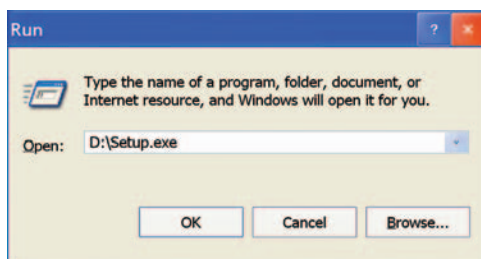 Run
?
×
Type the name of a program, folder, document, or
Internet resource, and Windows will open it for you.
Open: D:\Setup.exe
OK Cancel Browse...